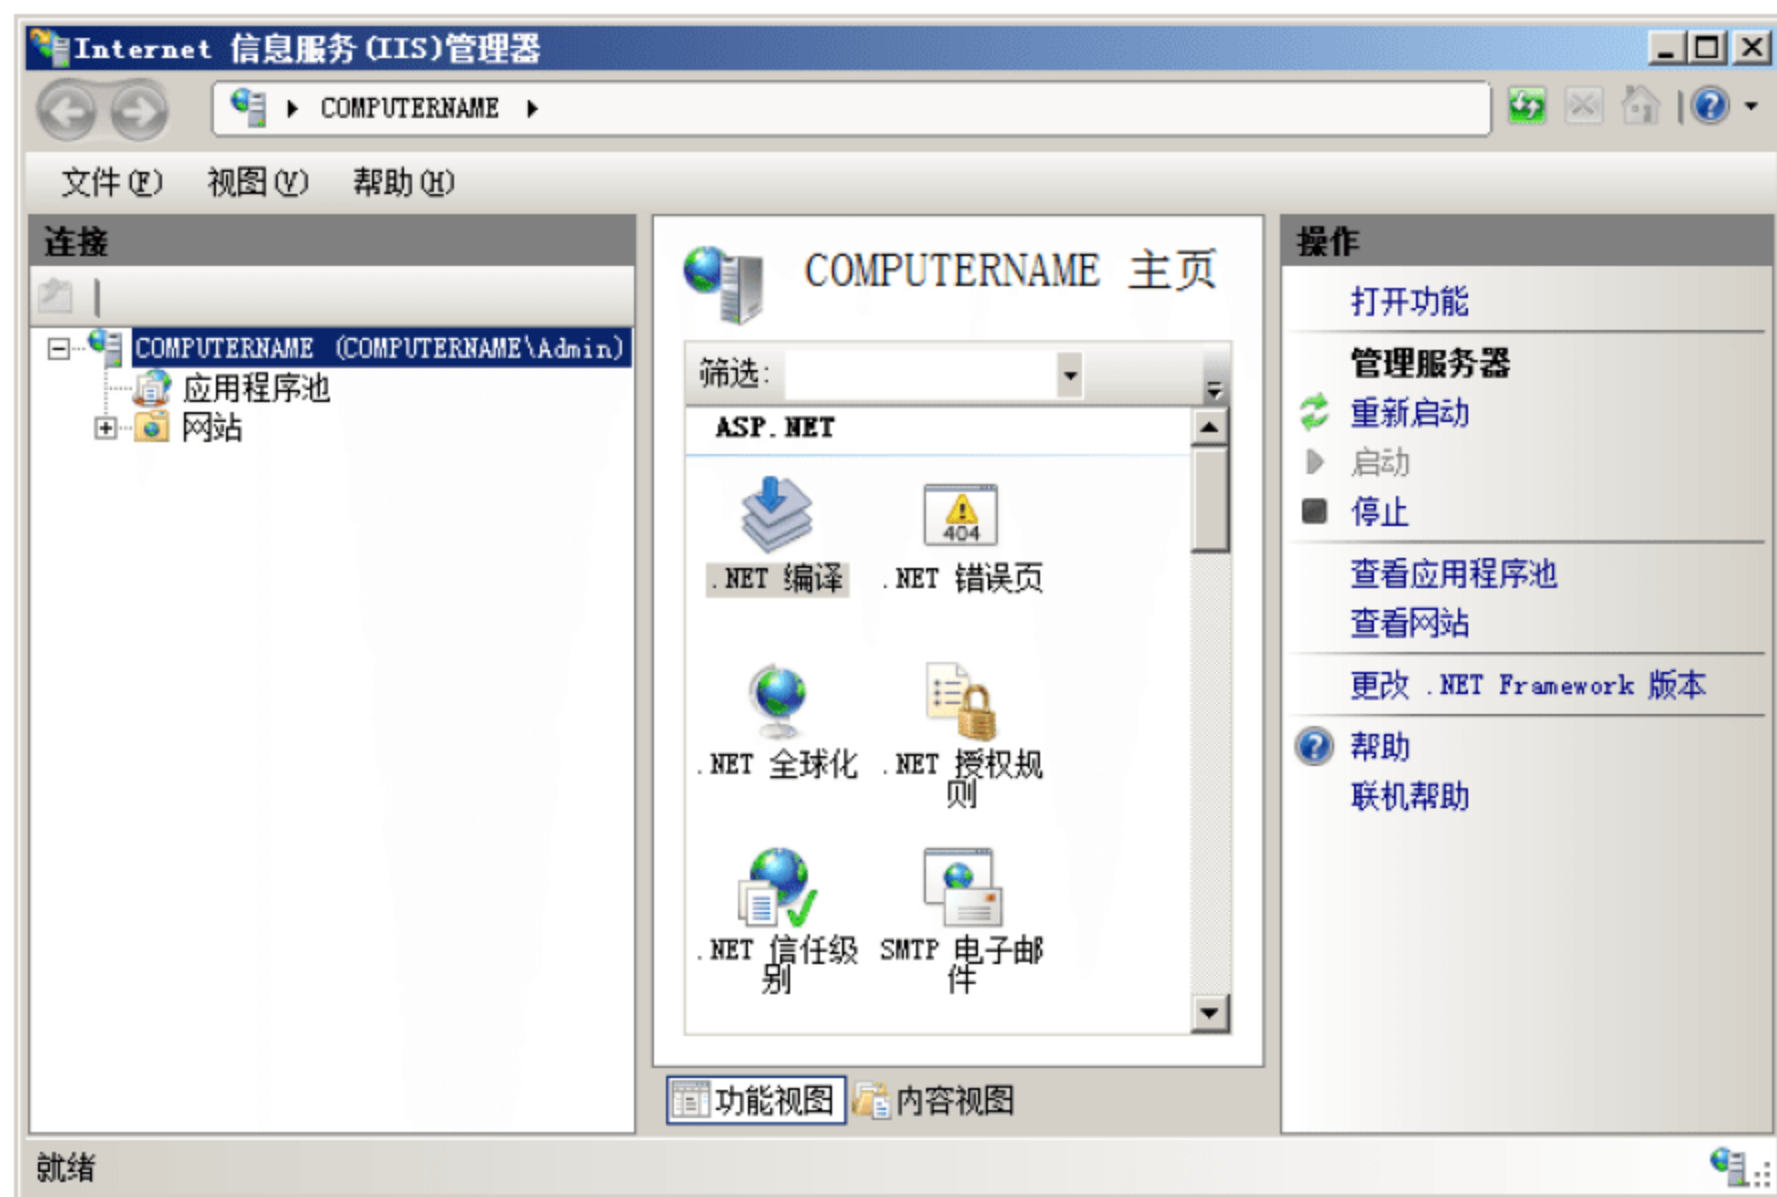 Internet 信息服务(IIS)管理器
COMPUTERNAME
文件(F) 视图(V) 帮助(H)
连接
COMPUTERNAME (COMPUTERNAME\Admin)
应用程序池
网站
COMPUTERNAME 主页
筛选:
ASP.NET
.NET 编译
404
.NET 错误页
.NET 全球化
.NET 授权规
则
.NET 信任级
别
SMTP 电子邮
件
功能视图
内容视图
操作
打开功能
管理服务器
重新启动
启动
停止
查看应用程序池
查看网站
更改 .NET Framework 版本
帮助
联机帮助
就绪